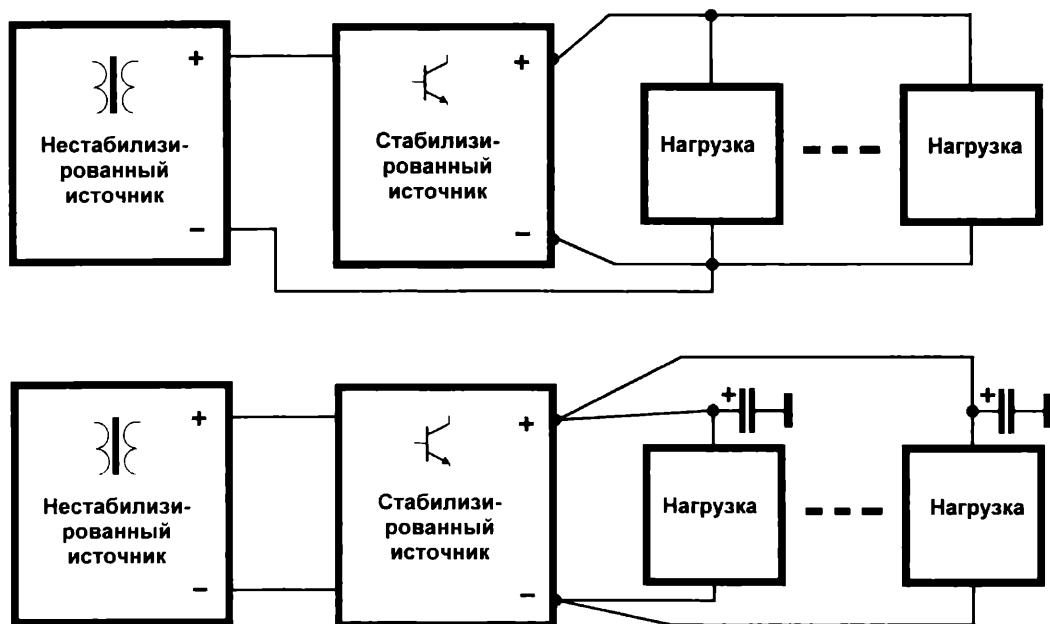 +
Нестабилизи-
рованный
источник
−
+
Стабилизи-
рованный
источник
−
Нагрузка
Нагрузка
+
Нестабилизи-
рованный
источник
−
+
Стабилизи-
рованный
источник
−
+
Нагрузка
+
Нагрузка